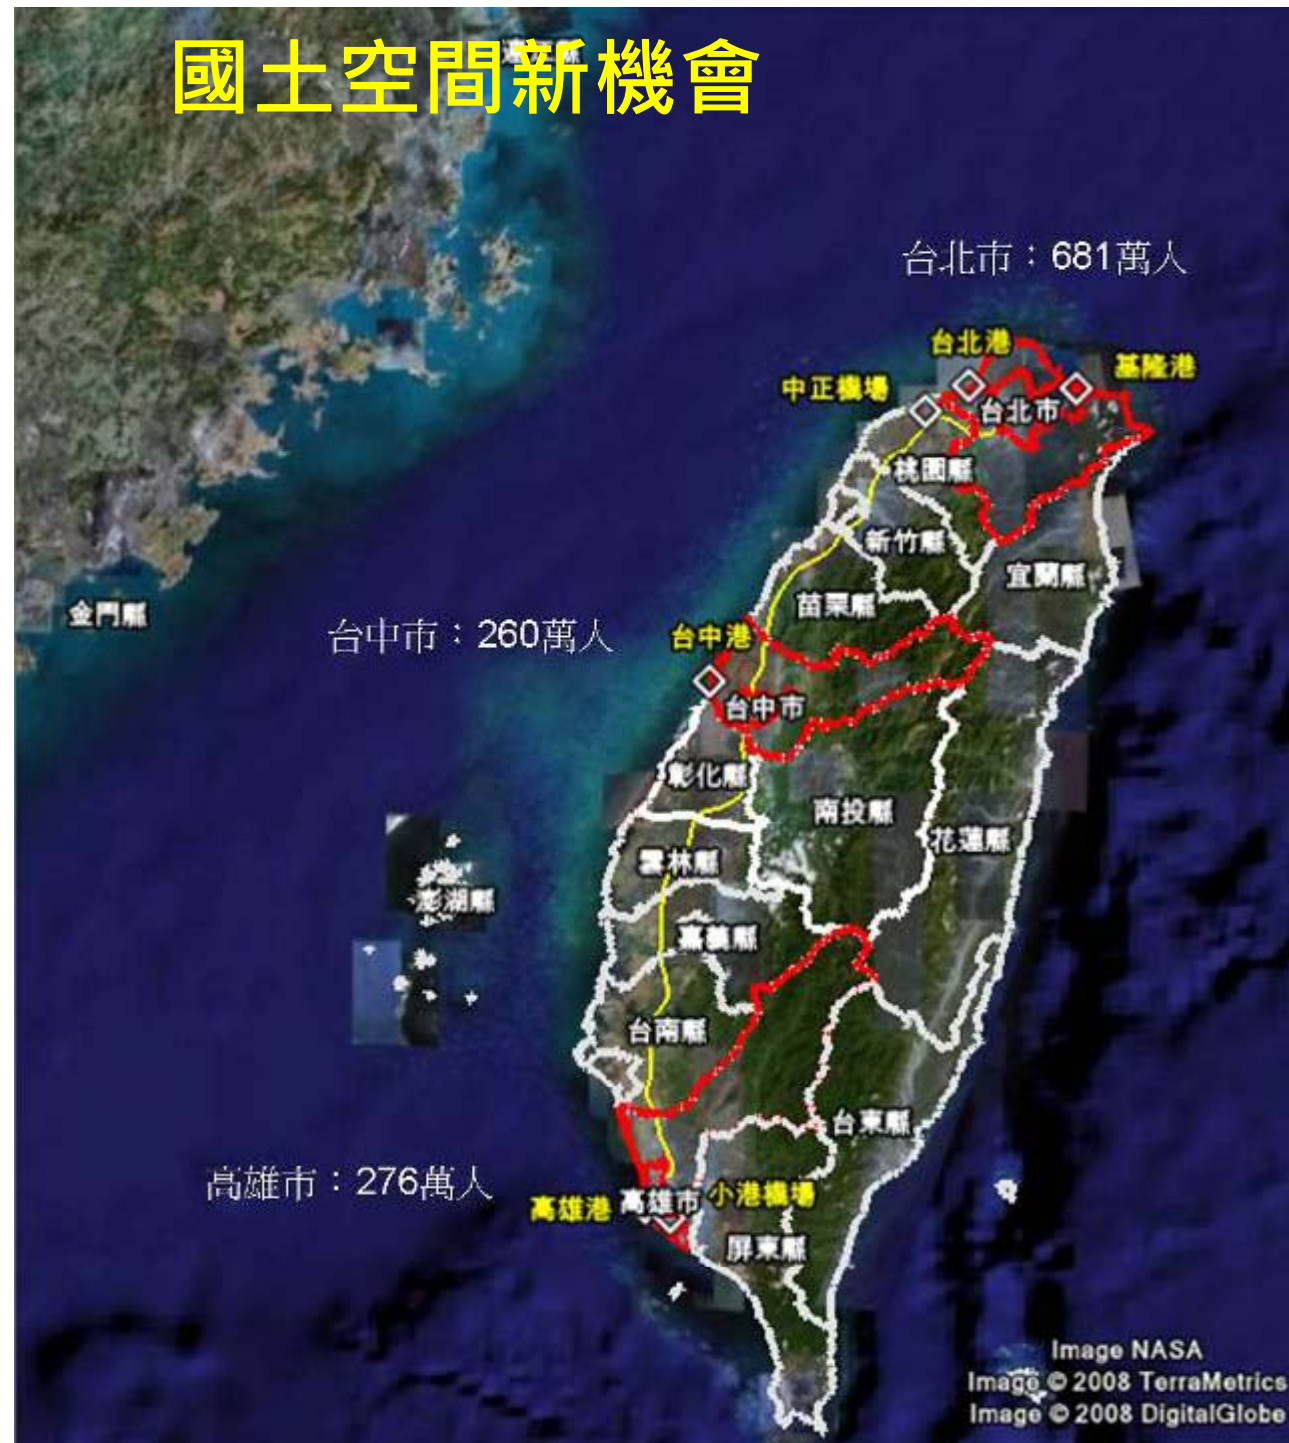 國土空間新機會
連江縣
台北市：681萬人
台北港
基隆港
中正機場
台北市
桃園縣
新竹縣
宜蘭縣
苗栗縣
金門縣
台中市：260萬人
台中港
台中市
彰化縣
南投縣
花蓮縣
雲林縣
澎湖縣
嘉義縣
台南縣
台東縣
高雄市：276萬人
高雄港
高雄市
小港機場
屏東縣
Image NASA
Image © 2008 TerraMetrics
Image © 2008 DigitalGlobe